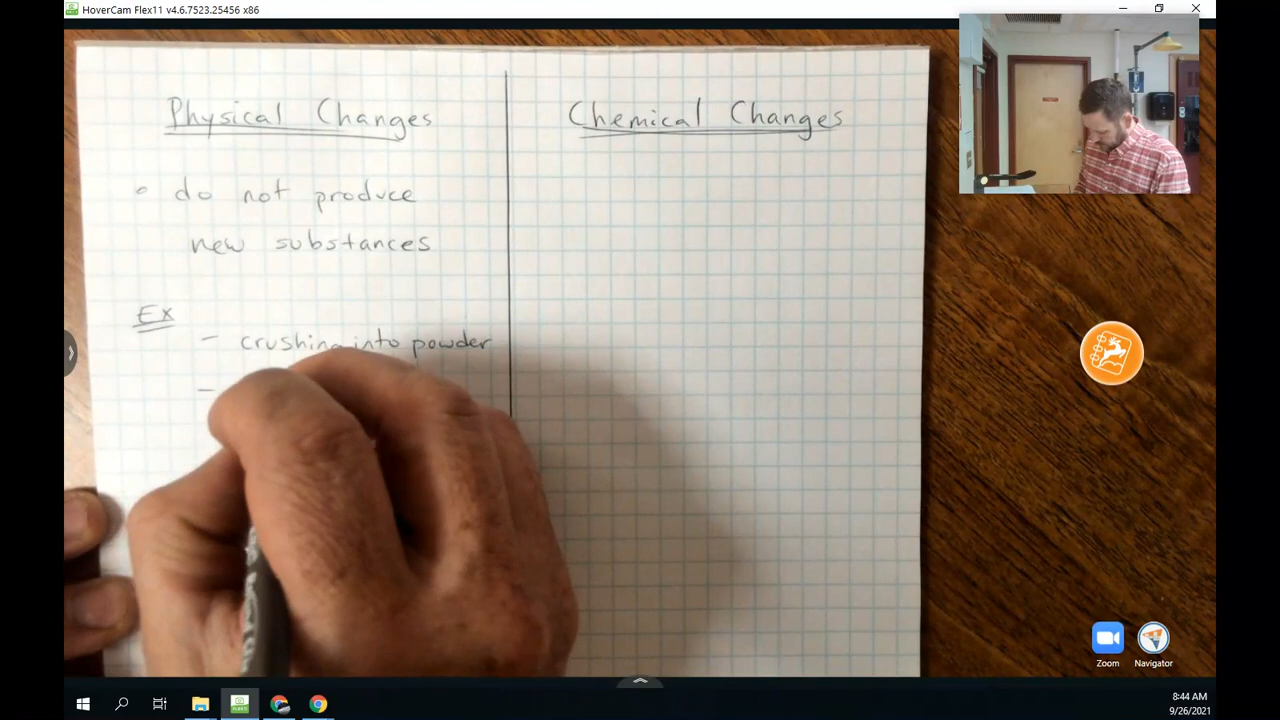 HoverCam Flex11 v4.6.7523.25456 x86
Physical Changes
• do not produce
new substances
Ex
- crushing into powder
-
Chemical Changes
Zoom
Navigator
8:44 AM
9/26/2021